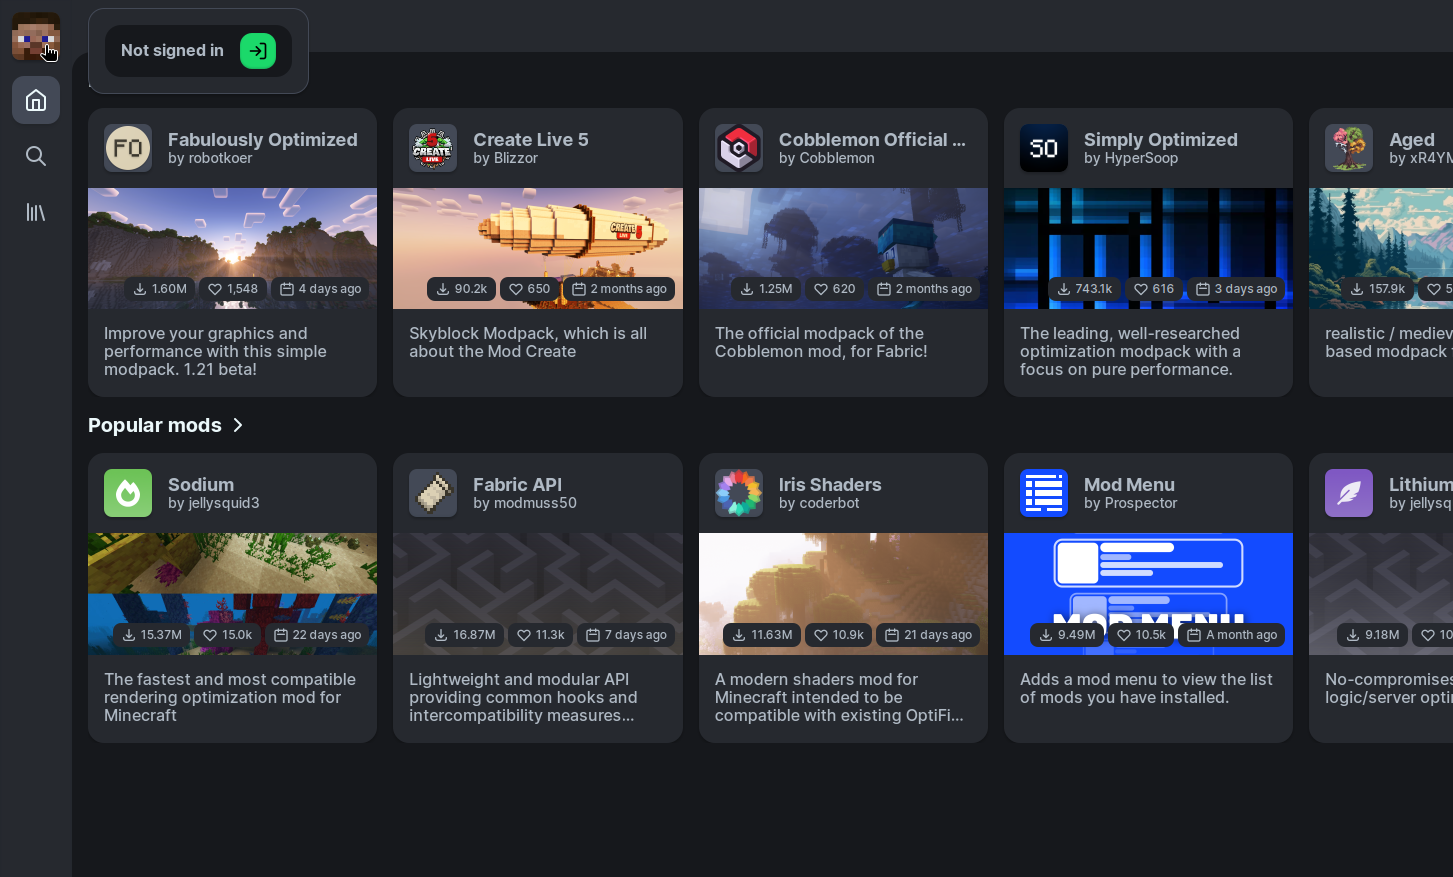 Not signed in
Fabulously Optimized
by robotkoer
FO
1.60M
1,548
4 days ago
Improve your graphics and
performance with this simple
modpack. 1.21 beta!
Create Live 5
by Blizzor
CREATE
LIVE
CREATE
LIVE
90.2k
650
2 months ago
Skyblock Modpack, which is all
about the Mod Create
Cobblemon Official ...
by Cobblemon
1.25M
620
2 months ago
The official modpack of the
Cobblemon mod, for Fabric!
Simply Optimized
by HyperSoop
SO
743.1k
616
3 days ago
The leading, well-researched
optimization modpack with a
focus on pure performance.
Aged
by xR4YM
157.9k
5
realistic / mediev
based modpack
Popular mods
Sodium
by jellysquid3
15.37M
15.0k
22 days ago
The fastest and most compatible
rendering optimization mod for
Minecraft
Fabric API
by modmuss50
16.87M
11.3k
7 days ago
Lightweight and modular API
providing common hooks and
intercompatibility measures...
Iris Shaders
by coderbot
11.63M
10.9k
21 days ago
A modern shaders mod for
Minecraft intended to be
compatible with existing OptiFi...
Mod Menu
by Prospector
MOD MENU
9.49M
10.5k
A month ago
Adds a mod menu to view the list
of mods you have installed.
Lithium
by jellysq
9.18M
10
No-compromises
logic/server opti